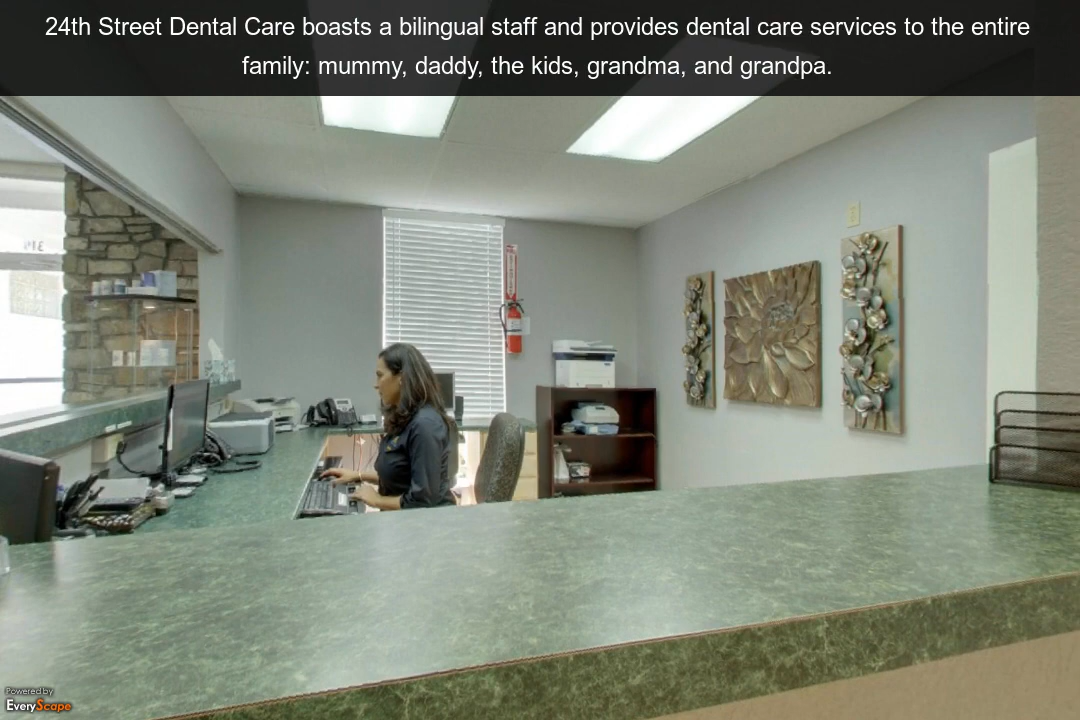 24th Street Dental Care boasts a bilingual staff and provides dental care services to the entire
family: mummy, daddy, the kids, grandma, and grandpa.
Powered by
EveryScape